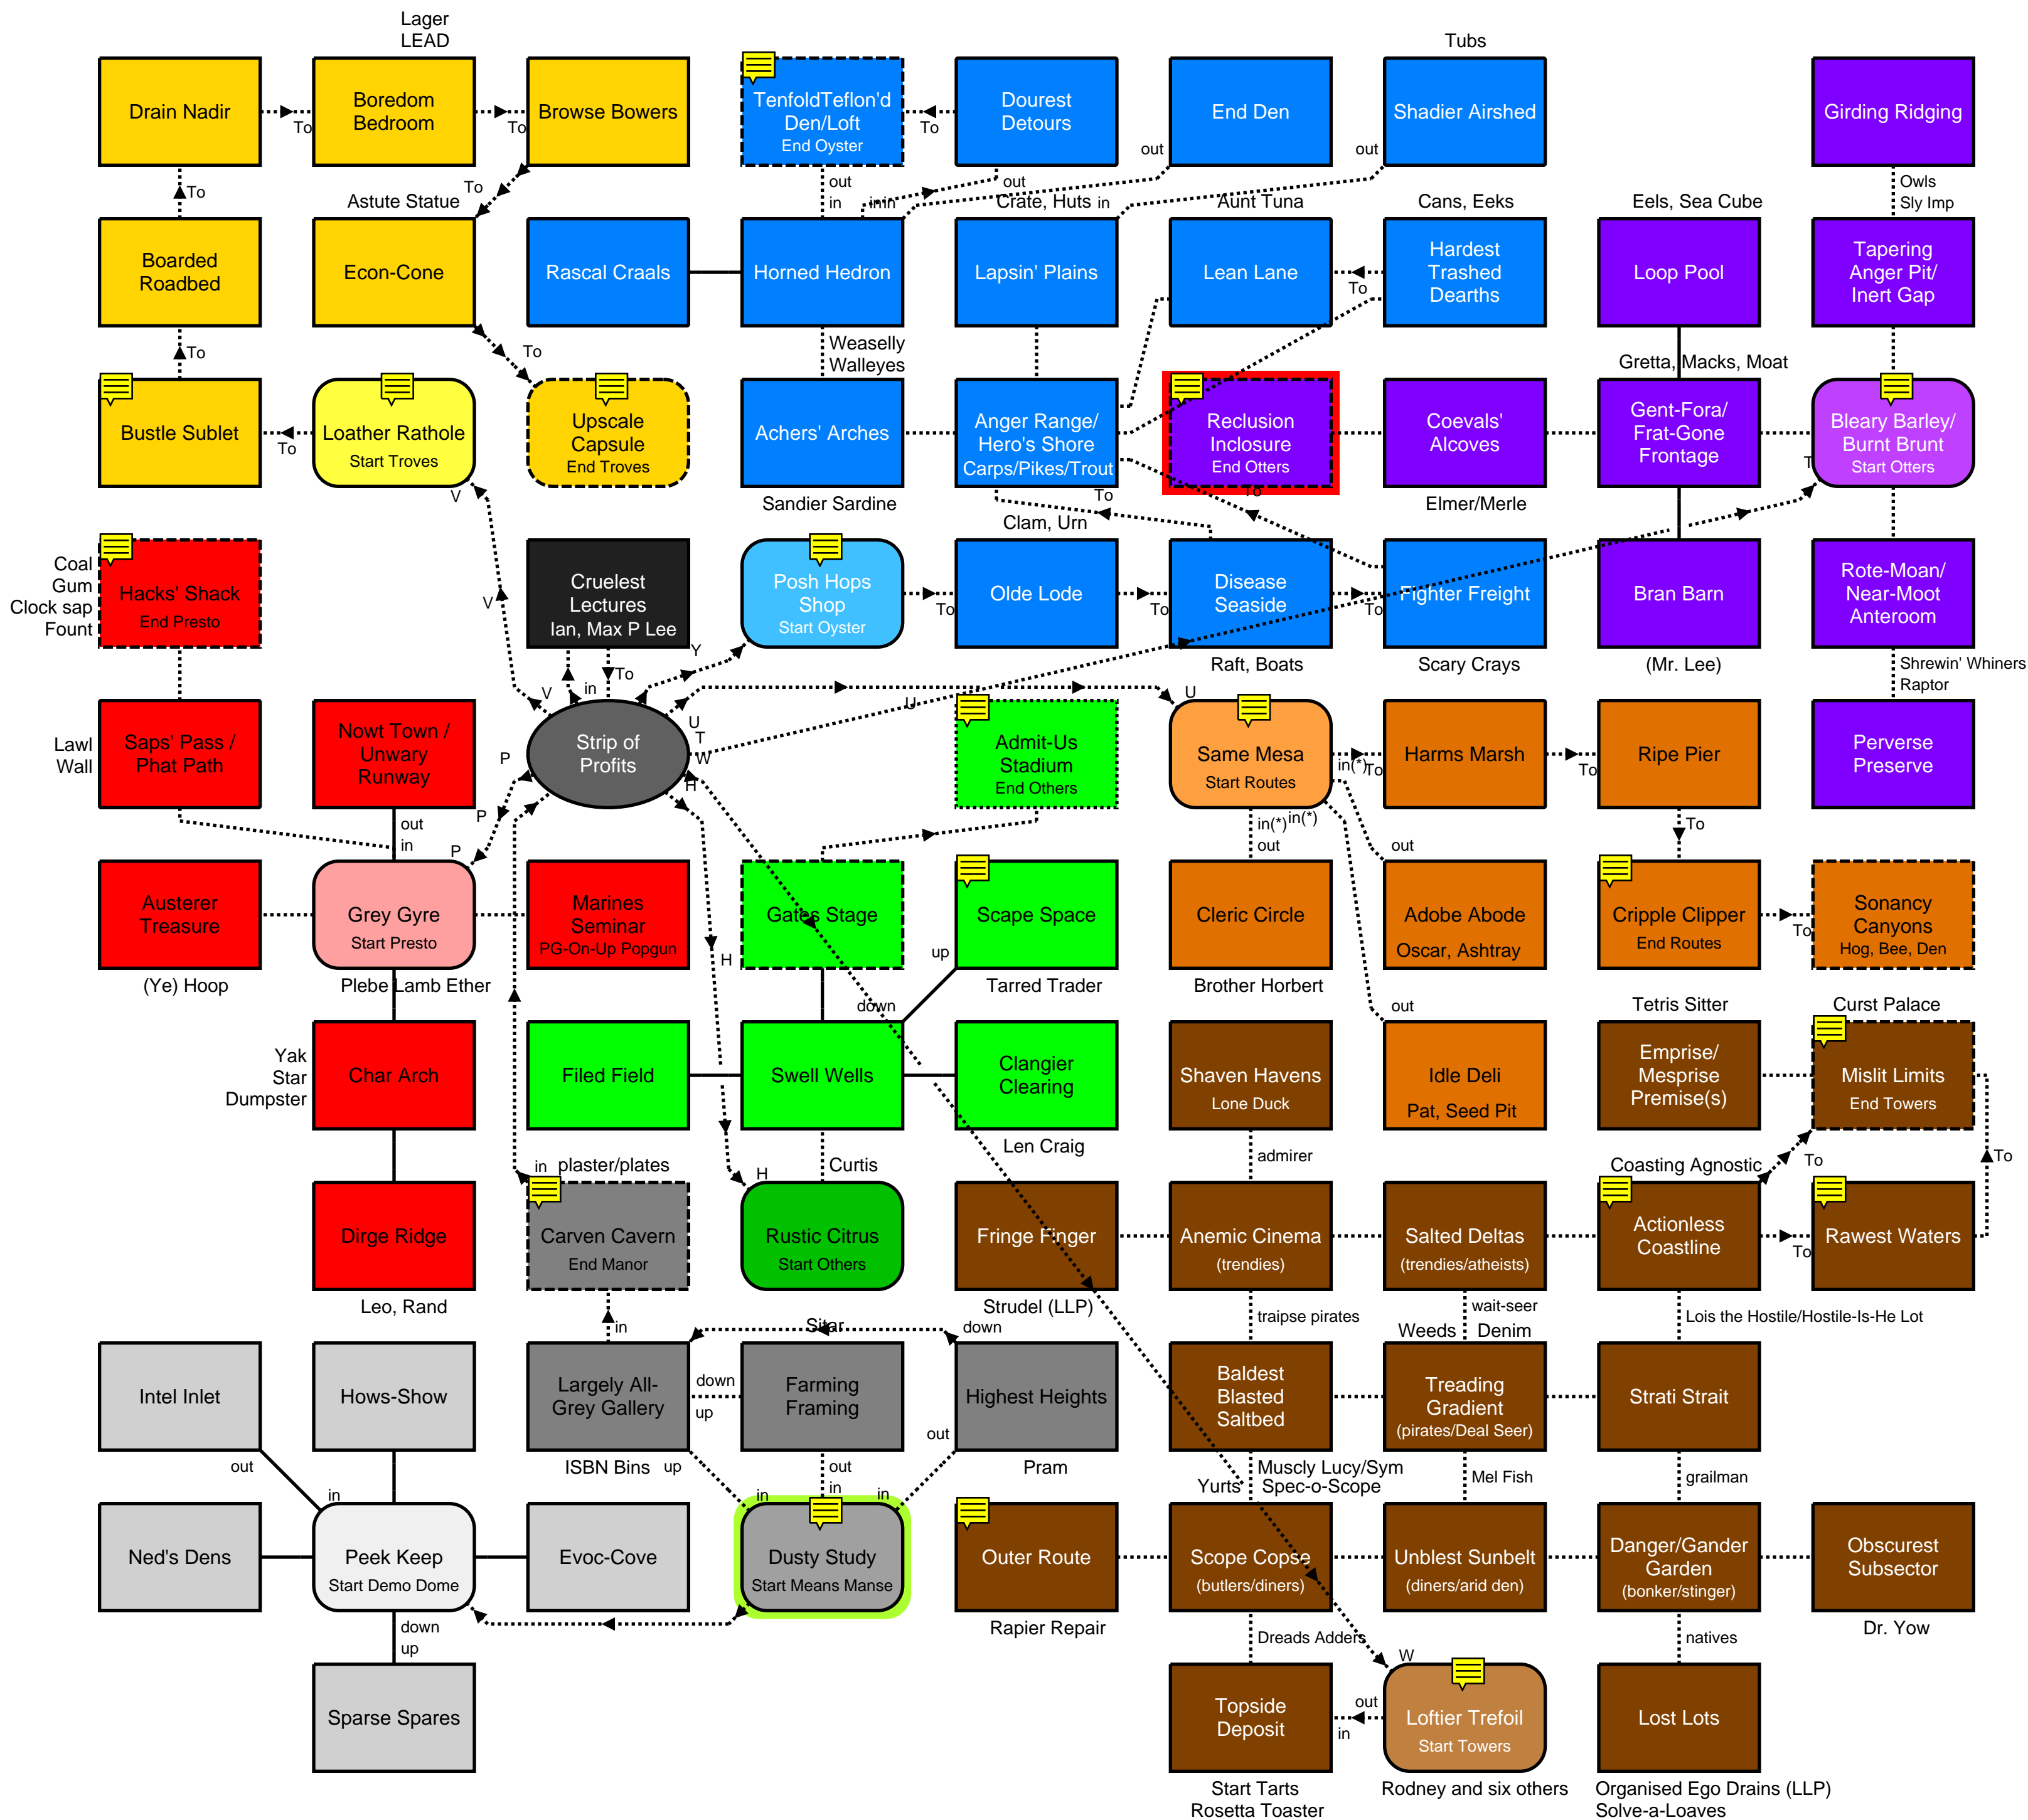 Lager
LEAD
Tubs
Drain Nadir
To
Boredom
Bedroom
To
Browse Bowers
TenfoldTeflon'd
Den/Loft
End Oyster
To
Dourest
Detours
End Den
Shadier Airshed
Girding Ridging
To
To
out
in
inin
out
out
out
in
Owls
Sly Imp
Astute Statue
Crate, Huts
Aunt Tuna
Cans, Eeks
Eels, Sea Cube
Boarded
Roadbed
Econ-Cone
Rascal Craals
Horned Hedron
Lapsin' Plains
Lean Lane
To
Hardest
Trashed
Dearths
Loop Pool
Tapering
Anger Pit/
Inert Gap
To
To
Weaselly
Walleyes
Gretta, Macks, Moat
Bustle Sublet
To
Loather Rathole
Start Troves
Upscale
Capsule
End Troves
Achers' Arches
Anger Range/
Hero's Shore
Carps/Pikes/Trout
Reclusion
Inclosure
End Otters
Coevals'
Alcoves
Gent-Fora/
Frat-Gone
Frontage
Bleary Barley/
Burnt Brunt
Start Otters
T
V
Sandier Sardine
To
To
Elmer/Merle
Clam, Urn
Coal
Gum
Clock sap
Fount
Hacks' Shack
End Presto
V
Cruelest
Lectures
Ian, Max P Lee
Posh Hops
Shop
Start Oyster
To
Olde Lode
To
Disease
Seaside
To
Fighter Freight
Bran Barn
Rote-Moan/
Near-Moot
Anteroom
Y
To
in
V
Raft, Boats
Scary Crays
(Mr. Lee)
Shrewin' Whiners
Raptor
U
U
U
T
W
H
P
Lawl
Wall
Saps' Pass /
Phat Path
Nowt Town /
Unwary
Runway
Strip of
Profits
Admit-Us
Stadium
End Others
Same Mesa
Start Routes
in(*)
To
Harms Marsh
To
Ripe Pier
Perverse
Preserve
P
out
in
P
in(*)
in(*)
out
out
To
Austerer
Treasure
Grey Gyre
Start Presto
Marines
Seminar
PG-On-Up Popgun
Gates Stage
Scape Space
Cleric Circle
Adobe Abode
Oscar, Ashtray
Cripple Clipper
End Routes
To
Sonancy
Canyons
Hog, Bee, Den
H
up
down
out
(Ye) Hoop
Plebe Lamb Ether
Tarred Trader
Brother Horbert
Tetris Sitter
Curst Palace
Yak
Star
Dumpster
Char Arch
Filed Field
Swell Wells
Clangier
Clearing
Shaven Havens
Lone Duck
Idle Deli
Pat, Seed Pit
Emprise/
Mesprise
Premise(s)
Mislit Limits
End Towers
Len Craig
admirer
in
plaster/plates
Curtis
H
Coasting Agnostic
To
To
Dirge Ridge
Carven Cavern
End Manor
Rustic Citrus
Start Others
Fringe Finger
Anemic Cinema
(trendies)
Salted Deltas
(trendies/atheists)
Actionless
Coastline
To
Rawest Waters
Leo, Rand
in
Sitar
down
Strudel (LLP)
traipse pirates
wait-seer
Weeds
Denim
Lois the Hostile/Hostile-Is-He Lot
Intel Inlet
Hows-Show
Largely All-
Grey Gallery
down
up
Farming
Framing
Highest Heights
Baldest
Blasted
Saltbed
Treading
Gradient
(pirates/Deal Seer)
Strati Strait
out
in
ISBN Bins
up
in
out
in
in
out
Pram
Yurts
Muscly Lucy/Sym
Spec-o-Scope
Mel Fish
grailman
Ned's Dens
Peek Keep
Start Demo Dome
Evoc-Cove
Dusty Study
Start Means Manse
Outer Route
Scope Copse
(butlers/diners)
Unblest Sunbelt
(diners/arid den)
Danger/Gander
Garden
(bonker/stinger)
Obscurest
Subsector
down
up
Rapier Repair
Dreads Adders
W
natives
Dr. Yow
Sparse Spares
Topside
Deposit
out
in
Loftier Trefoil
Start Towers
Lost Lots
Start Tarts
Rosetta Toaster
Rodney and six others
Organised Ego Drains (LLP)
Solve-a-Loaves